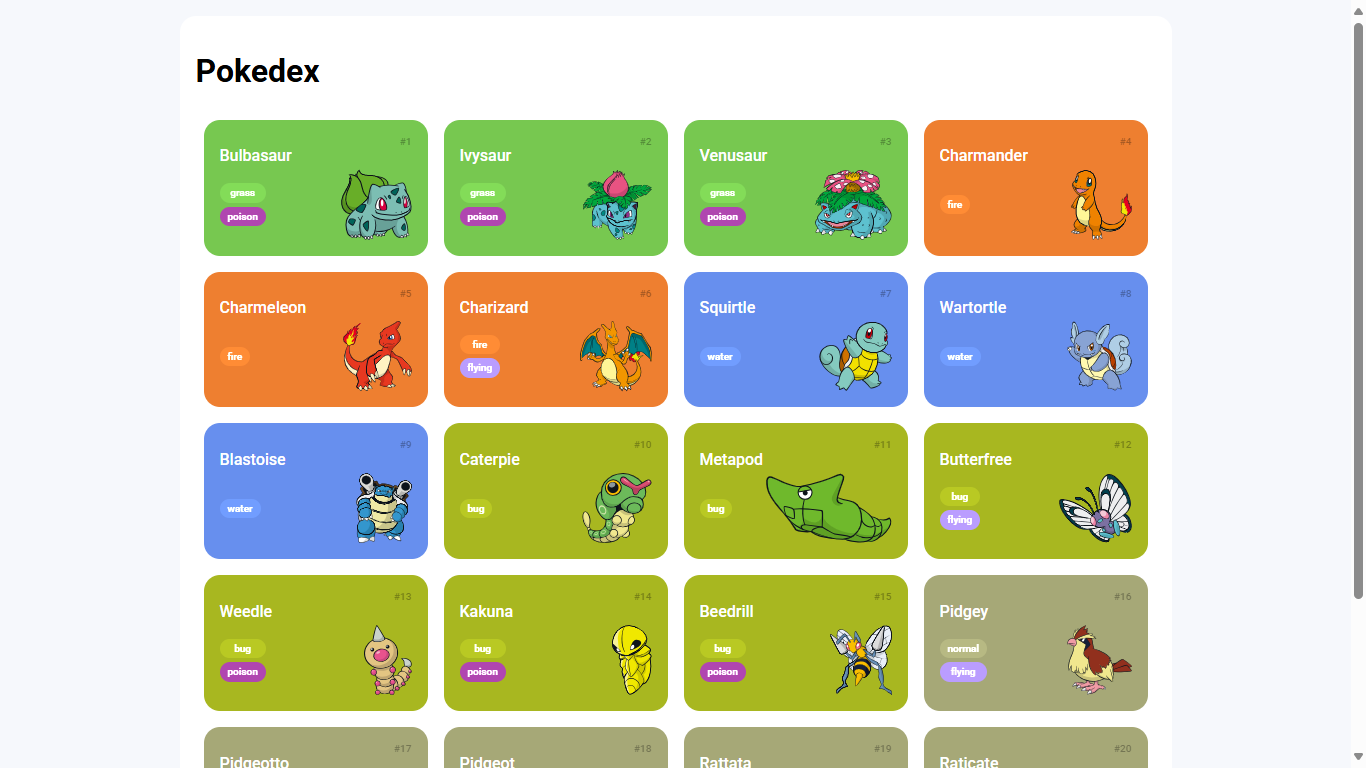 Pokedex
#1
Bulbasaur
grass
poison
#2
Ivysaur
grass
poison
#3
Venusaur
grass
poison
#4
Charmander
fire
#5
Charmeleon
fire
#6
Charizard
fire
flying
#7
Squirtle
water
#8
Wartortle
water
#9
Blastoise
water
#10
Caterpie
bug
#11
Metapod
bug
#12
Butterfree
bug
flying
#13
Weedle
bug
poison
#14
Kakuna
bug
poison
#15
Beedrill
bug
poison
#16
Pidgey
normal
flying
#17
Pidgeotto
#18
Pidgeot
#19
Rattata
#20
Raticate